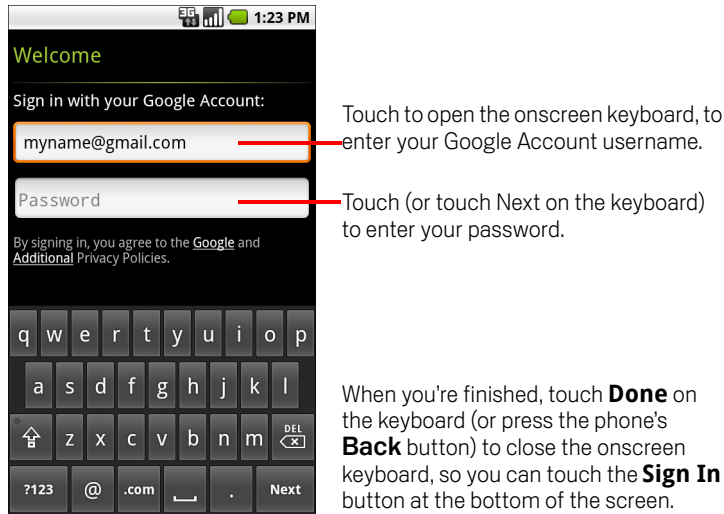 1:23 PM
Welcome
Sign in with your Google Account:
myname@gmail.com
Password
By signing in, you agree to the Google and
Additional Privacy Policies.
q w e r t y u i o p
a s d f g h j k l
z x c v b n m DEL
?123 @ .com . Next
Touch to open the onscreen keyboard, to
enter your Google Account username.
Touch (or touch Next on the keyboard)
to enter your password.
When you're finished, touch Done on
the keyboard (or press the phone's
Back button) to close the onscreen
keyboard, so you can touch the Sign In
button at the bottom of the screen.